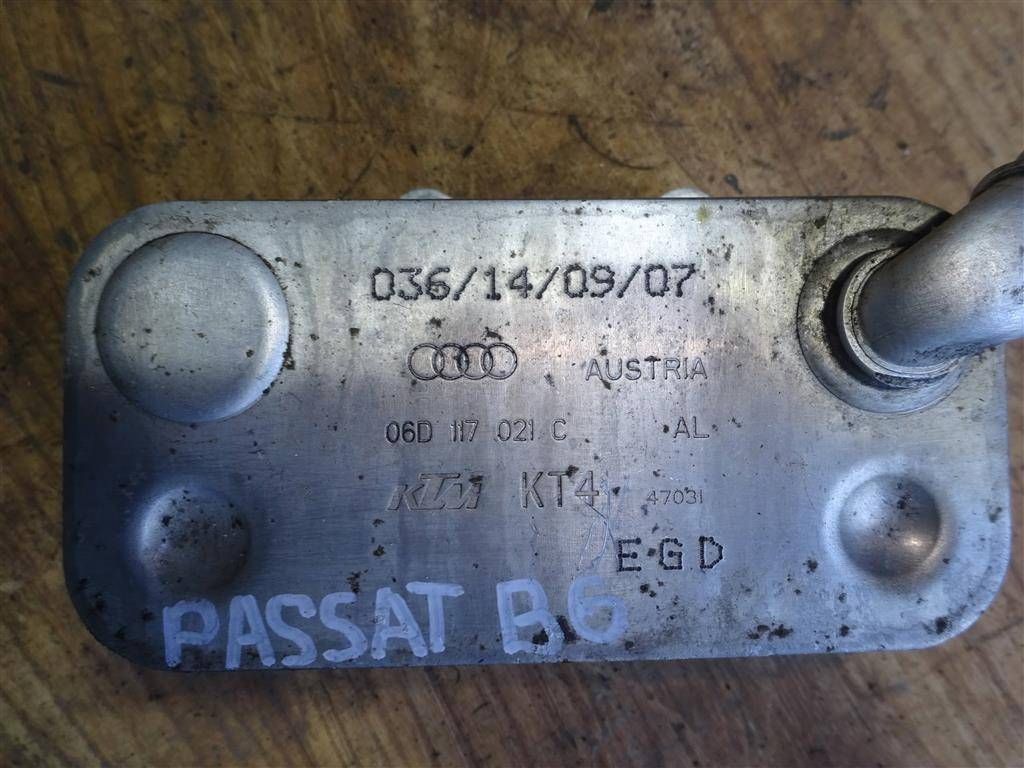 036/14/09/07
AUSTRIA
06D 117 021 C AL
KTM KT4 47031
EGD
PASSAT B6